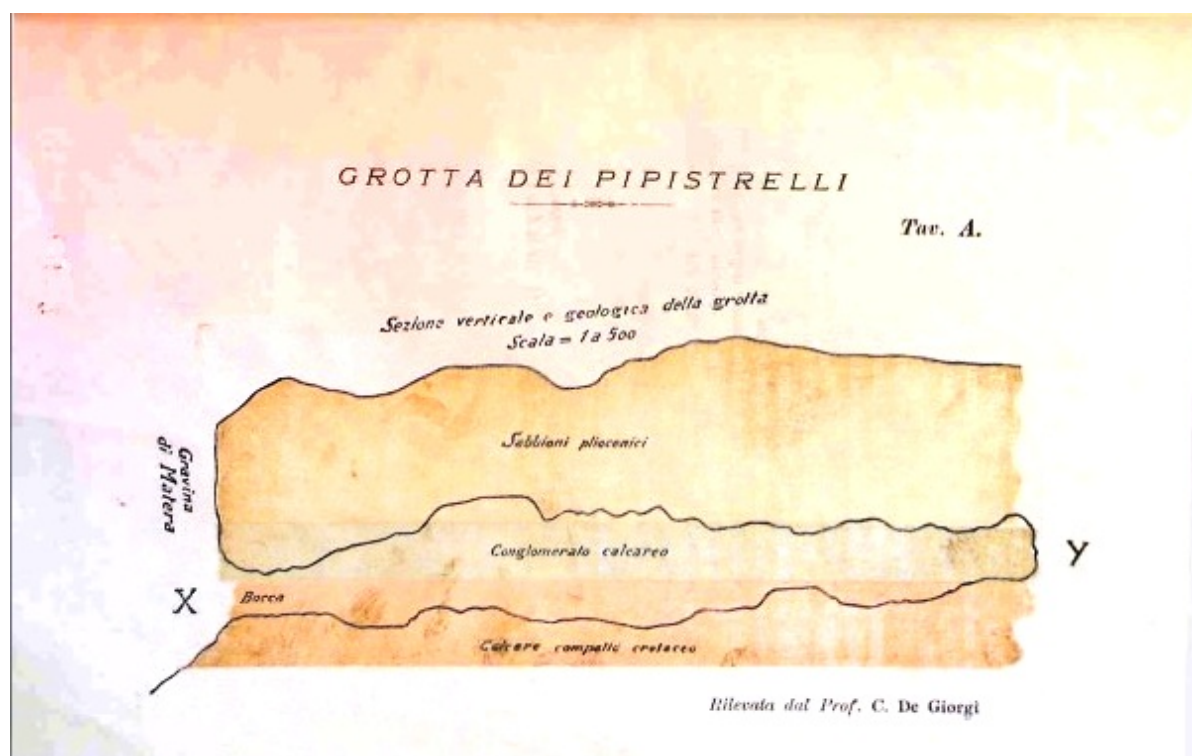 GROTTA DEI PIPISTRELLI
Tav. A.
Sezione verticale e geologica della grotta
Scala = 1 a 500
Sabbioni pliocenici
Gravina
di Matera
Conglomerato calcareo
Y
X
Bocca
Calcare compatto cretaceo
Rilevata dal Prof. C. De Giorgi